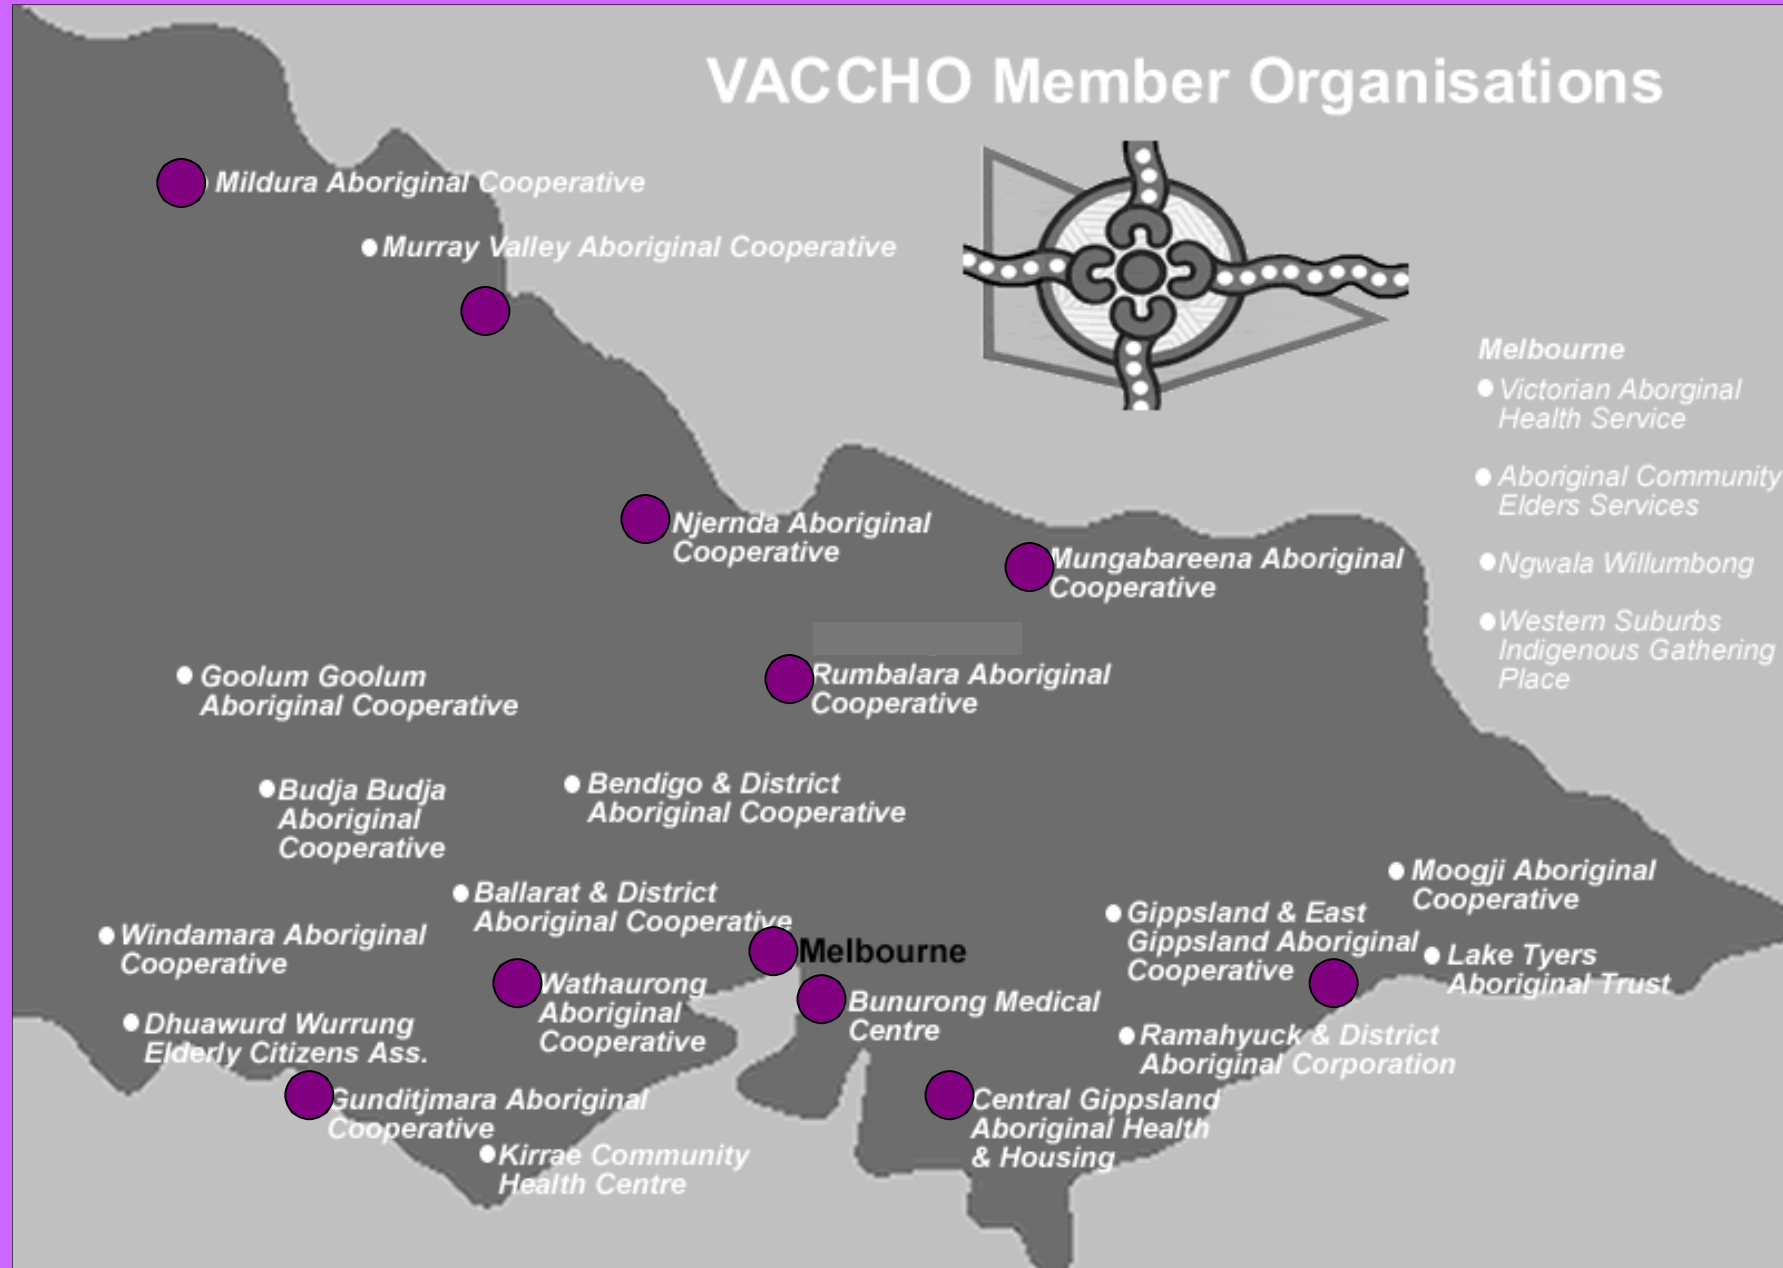 VACCHO Member Organisations
Mildura Aboriginal Cooperative
Murray Valley Aboriginal Cooperative
Melbourne
Victorian Aborginal
Health Service
Aboriginal Community
Elders Services
Ngwala Willumbong
Western Suburbs
Indigenous Gathering
Place
Njernda Aboriginal
Cooperative
Mungabareena Aboriginal
Cooperative
Rumbalara Aboriginal
Cooperative
Goolum Goolum
Aboriginal Cooperative
Budja Budja
Aboriginal
Cooperative
Bendigo & District
Aboriginal Cooperative
Ballarat & District
Aboriginal Cooperative
Windamara Aboriginal
Cooperative
Melbourne
Wathaurong
Aboriginal
Cooperative
Bunurong Medical
Centre
Gippsland & East
Gippsland Aboriginal
Cooperative
Moogji Aboriginal
Cooperative
Lake Tyers
Aboriginal Trust
Dhuawurd Wurrung
Elderly Citizens Ass.
Ramahyuck & District
Aboriginal Corporation
Gunditjmara Aboriginal
Cooperative
Central Gippsland
Aboriginal Health
& Housing
Kirrae Community
Health Centre